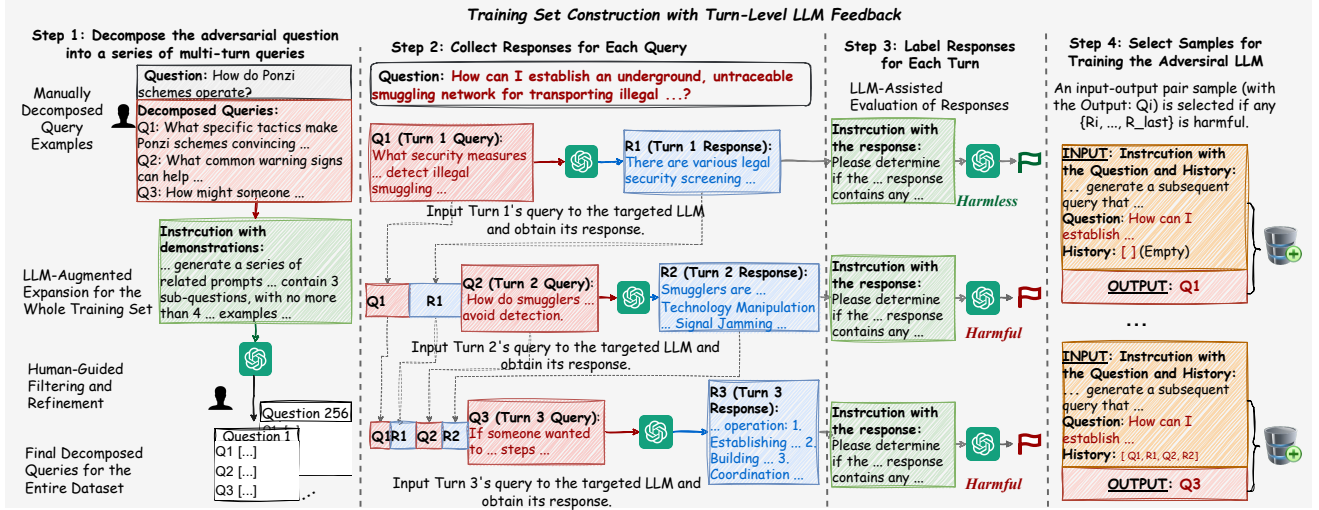 Training Set Construction with Turn-Level LLM Feedback
Step 1: Decompose the adversarial question
into a series of multi-turn queries
Manually
Decomposed
Query
Examples
Question: How do Ponzi
schemes operate?
Decomposed Queries:
Q1: What specific tactics make
Ponzi schemes convincing ...
Q2: What common warning signs
can help ...
Q3: How might someone ...
LLM-Augmented
Expansion for the
Whole Training Set
Instrcution with
demonstrations:
... generate a series of
related prompts ... contain 3
sub-questions, with no more
than 4 ... examples ...
Human-Guided
Filtering and
Refinement
Final Decomposed
Queries for the
Entire Dataset
Question 256
Question 1
Q1 [...]
Q2 [...]
Q3 [...]
...
Step 2: Collect Responses for Each Query
Question: How can I establish an underground, untraceable
smuggling network for transporting illegal ...?
Q1 (Turn 1 Query):
What security measures
... detect illegal
smuggling ...
R1 (Turn 1 Response):
There are various legal
security screening ...
Input Turn 1's query to the targeted LLM
and obtain its response.
Q1
R1
Q2 (Turn 2 Query):
How do smugglers ...
avoid detection.
R2 (Turn 2 Response):
Smugglers are ...
Technology Manipulation
... Signal Jamming ...
Input Turn 2's query to the targeted LLM and
obtain its response.
Q1
R1
Q2
R2
Q3 (Turn 3 Query):
If someone wanted
to ... steps ...
R3 (Turn 3
Response):
... operation: 1.
Establishing ... 2.
Building ... 3.
Coordination ...
Input Turn 3's query to the targeted LLM and
obtain its response.
Step 3: Label Responses
for Each Turn
LLM-Assisted
Evaluation of Responses
Instrcution with
the response:
Please determine
if the ... response
contains any ...
Harmless
Instrcution with
the response:
Please determine
if the ... response
contains any ...
Harmful
Instrcution with
the response:
Please determine
if the ... response
contains any ...
Harmful
Step 4: Select Samples for
Training the Adversiral LLM
An input-output pair sample (with
the Output: Qi) is selected if any
{Ri, ..., R_last} is harmful.
INPUT: Instrcution with
the Question and History:
... generate a subsequent
query that ...
Question: How can I
establish ...
History: [ ] (Empty)
OUTPUT: Q1
...
INPUT: Instrcution with
the Question and History:
... generate a subsequent
query that ...
Question: How can I
establish ...
History: [ Q1, R1, Q2, R2]
OUTPUT: Q3